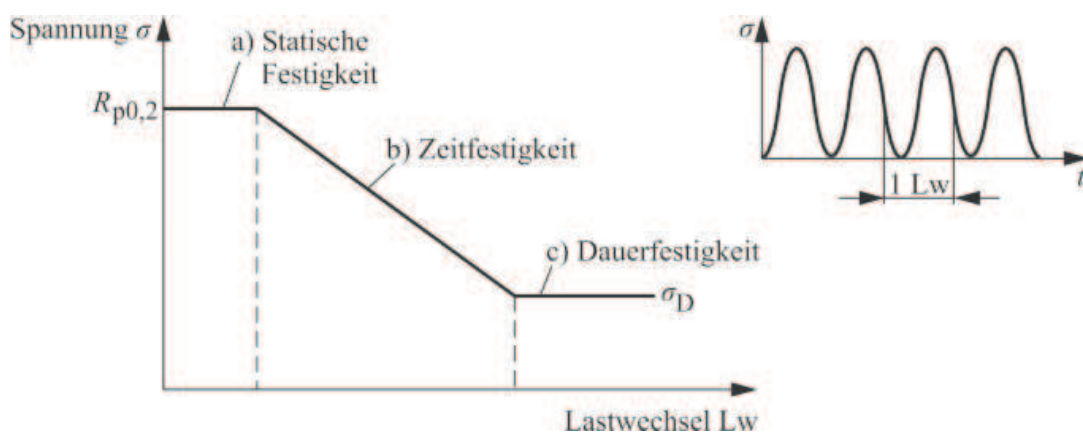 Spannung σ
a) Statische
Festigkeit
Rp0,2
b) Zeitfestigkeit
c) Dauerfestigkeit
σD
Lastwechsel Lw
σ
1 Lw
t